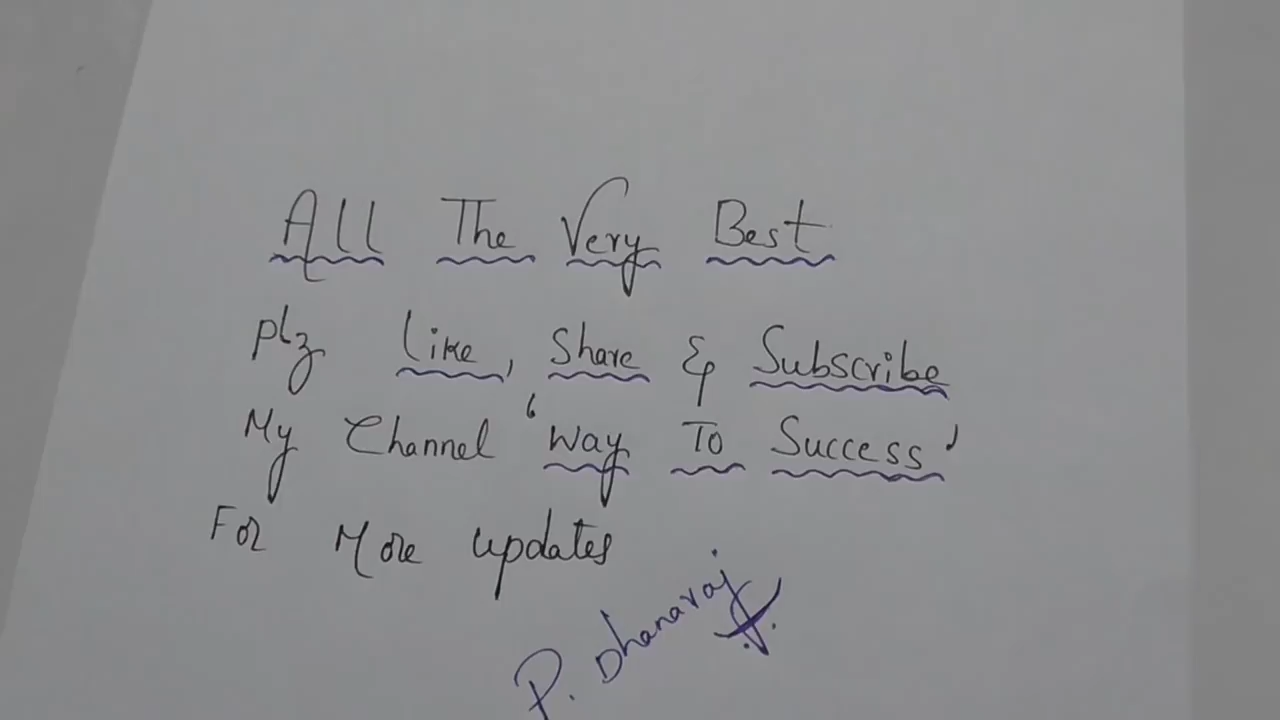 All The Very Best
Plz Like, Share & Subscribe
My Channel 'Way To Success'
For More updates
P. Dhanaraj